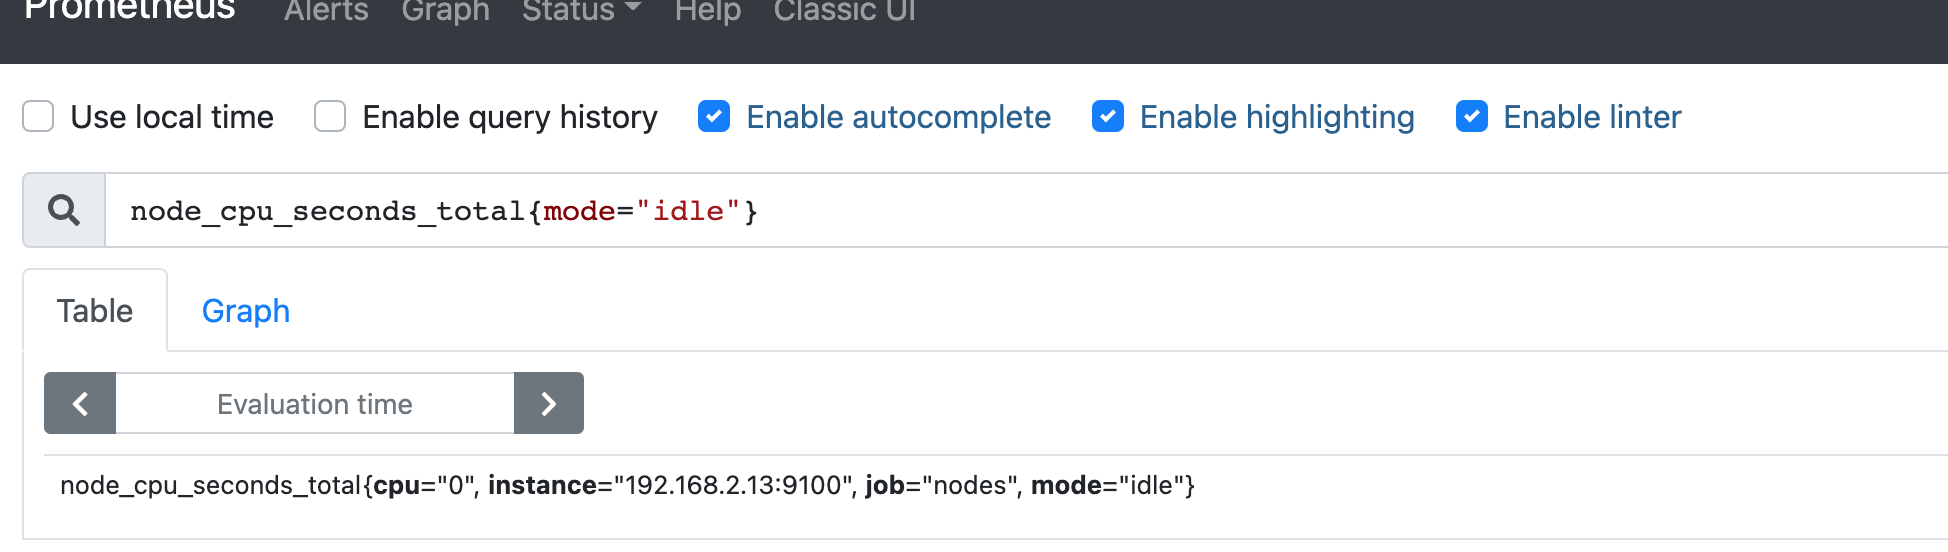 Prometheus Alerts Graph Status Help Classic UI
Use local time Enable query history Enable autocomplete Enable highlighting Enable linter
node_cpu_seconds_total{mode="idle"}
Table Graph
Evaluation time
node_cpu_seconds_total{cpu="0", instance="192.168.2.13:9100", job="nodes", mode="idle"}